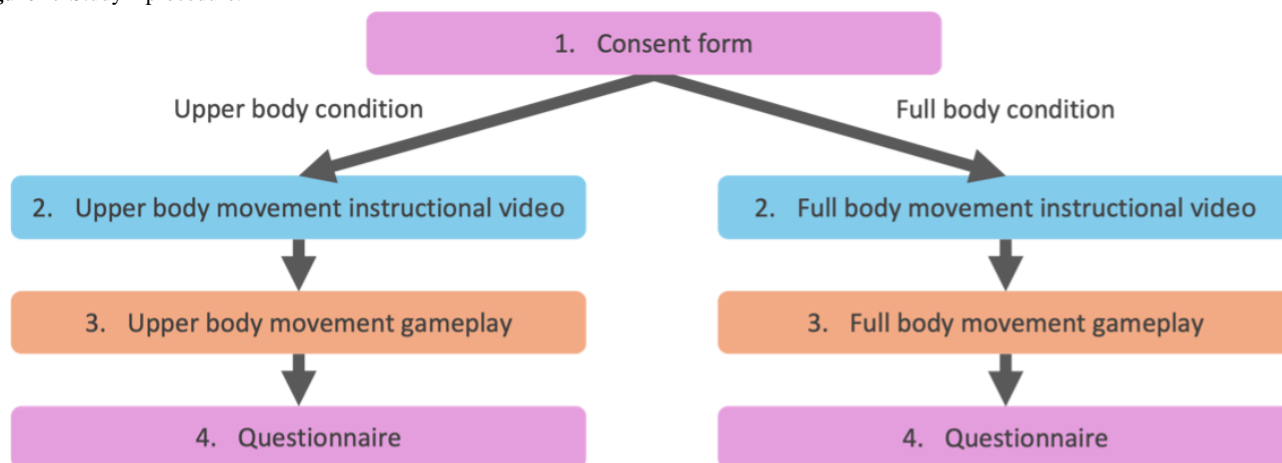 1. Consent form
Upper body condition
Full body condition
2. Upper body movement instructional video
2. Full body movement instructional video
3. Upper body movement gameplay
3. Full body movement gameplay
4. Questionnaire
4. Questionnaire